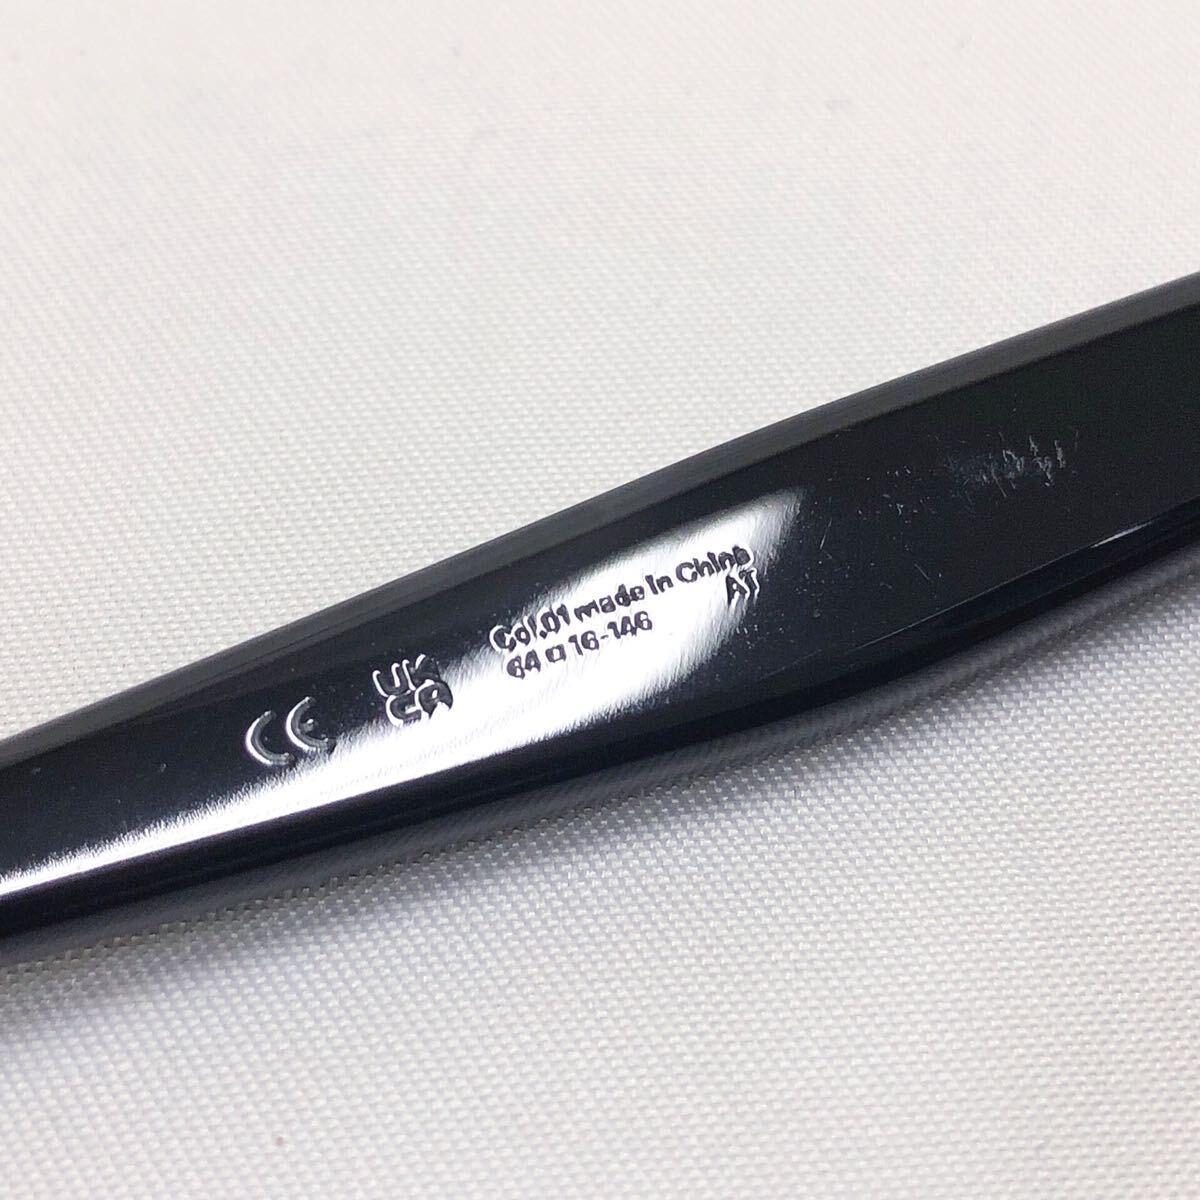 Col.01 made in China
64□16-146
AT
UK
CA
CE